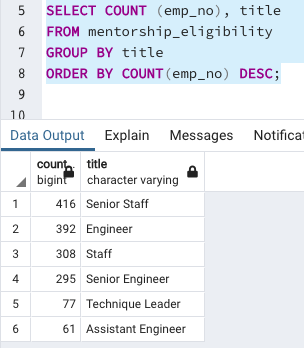 5 SELECT COUNT (emp_no), title
6 FROM mentorship_eligibility
7 GROUP BY title
8 ORDER BY COUNT(emp_no) DESC;
9
10
Data Output Explain Messages Notificat
count title
bigint character varying
1 416 Senior Staff
2 392 Engineer
3 308 Staff
4 295 Senior Engineer
5 77 Technique Leader
6 61 Assistant Engineer